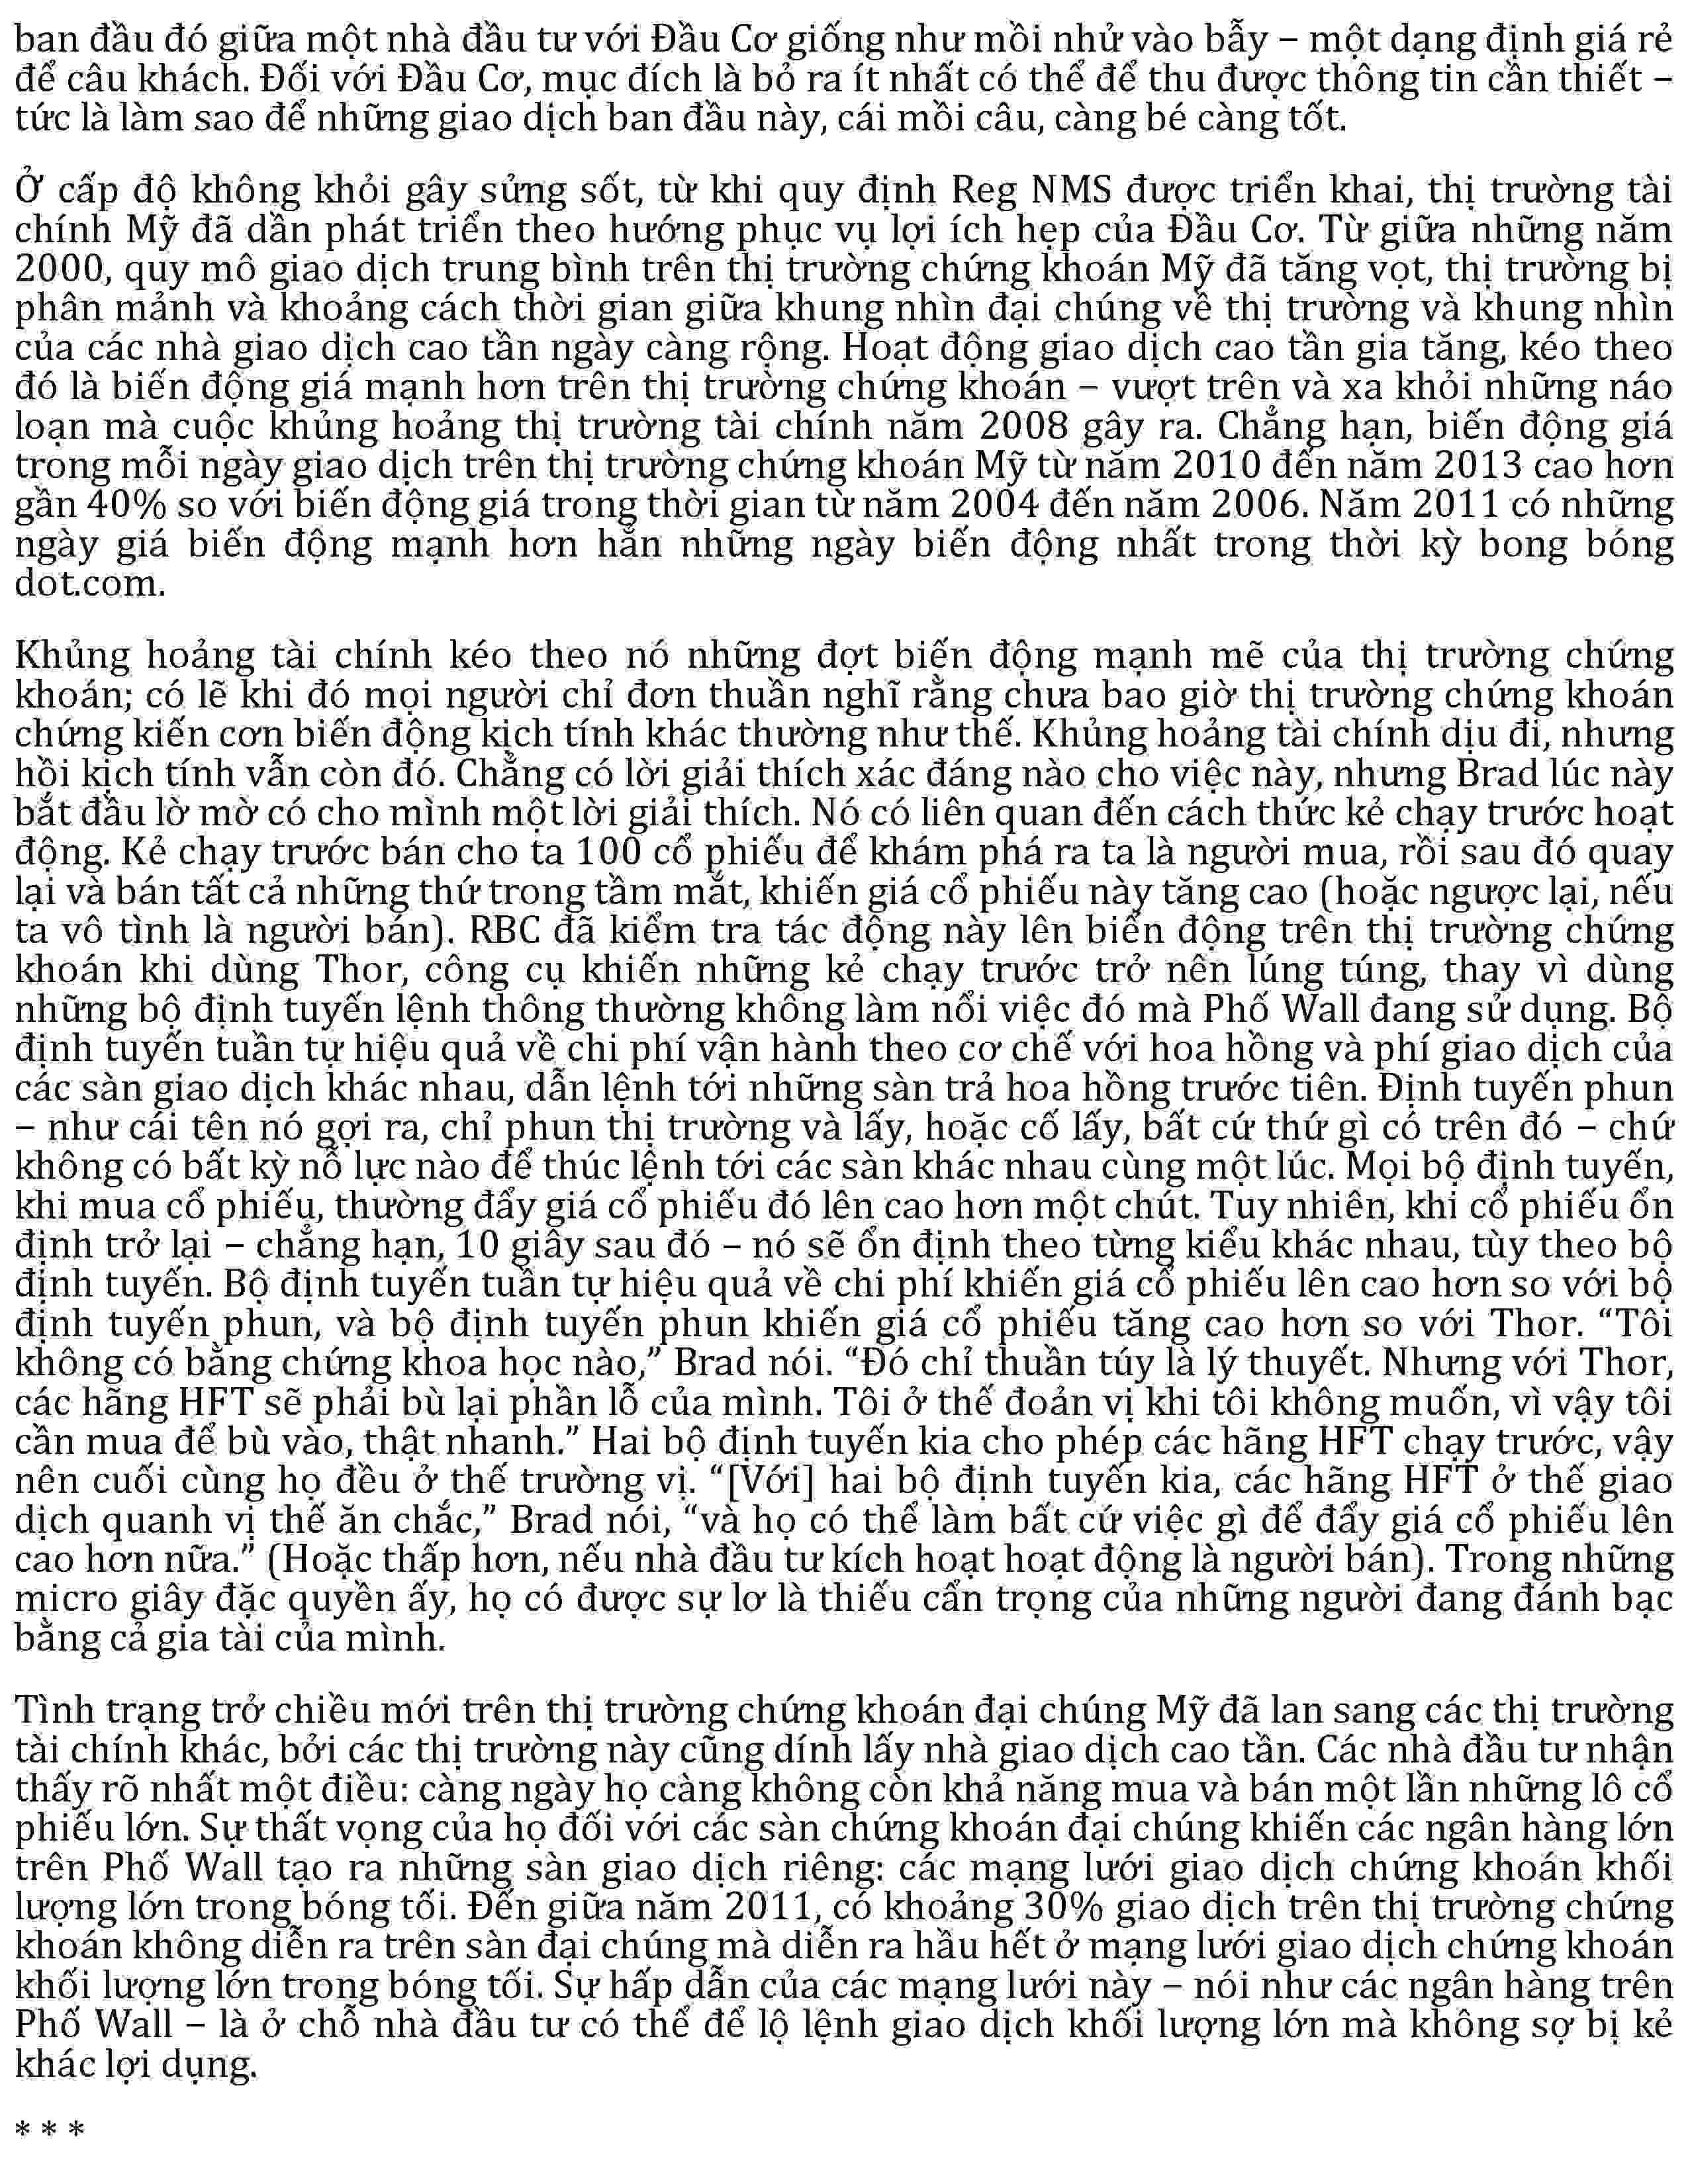 ban đầu đó giữa một nhà đầu tư với Đầu Cơ giống như mồi nhử vào bẫy – một dạng định giá rẻ
để câu khách. Đối với Đầu Cơ, mục đích là bỏ ra ít nhất có thể để thu được thông tin cần thiết –
tức là làm sao để những giao dịch ban đầu này, cái mồi câu, càng bé càng tốt.
Ở cấp độ không khỏi gây sửng sốt, từ khi quy định Reg NMS được triển khai, thị trường tài
chính Mỹ đã dần phát triển theo hướng phục vụ lợi ích hẹp của Đầu Cơ. Từ giữa những năm
2000, quy mô giao dịch trung bình trên thị trường chứng khoán Mỹ đã tăng vọt, thị trường bị
phân mảnh và khoảng cách thời gian giữa khung nhìn đại chúng về thị trường và khung nhìn
của các nhà giao dịch cao tần ngày càng rộng. Hoạt động giao dịch cao tần gia tăng, kéo theo
đó là biến động giá mạnh hơn trên thị trường chứng khoán – vượt trên và xa khỏi những náo
loạn mà cuộc khủng hoảng thị trường tài chính năm 2008 gây ra. Chẳng hạn, biến động giá
trong mỗi ngày giao dịch trên thị trường chứng khoán Mỹ từ năm 2010 đến năm 2013 cao hơn
gần 40% so với biến động giá trong thời gian từ năm 2004 đến năm 2006. Năm 2011 có những
ngày giá biến động mạnh hơn hẳn những ngày biến động nhất trong thời kỳ bong bóng
dot.com.
Khủng hoảng tài chính kéo theo nó những đợt biến động mạnh mẽ của thị trường chứng
khoán; có lẽ khi đó mọi người chỉ đơn thuần nghĩ rằng chưa bao giờ thị trường chứng khoán
chứng kiến cơn biến động kịch tính khác thường như thế. Khủng hoảng tài chính dịu đi, nhưng
hồi kịch tính vẫn còn đó. Chẳng có lời giải thích xác đáng nào cho việc này, nhưng Brad lúc này
bắt đầu lờ mờ có cho mình một lời giải thích. Nó có liên quan đến cách thức kẻ chạy trước hoạt
động. Kẻ chạy trước bán cho ta 100 cổ phiếu để khám phá ra ta là người mua, rồi sau đó quay
lại và bán tất cả những thứ trong tầm mắt, khiến giá cổ phiếu này tăng cao (hoặc ngược lại, nếu
ta vô tình là người bán). RBC đã kiểm tra tác động này lên biến động trên thị trường chứng
khoán khi dùng Thor, công cụ khiến những kẻ chạy trước trở nên lúng túng, thay vì dùng
những bộ định tuyến lệnh thông thường không làm nổi việc đó mà Phố Wall đang sử dụng. Bộ
định tuyến tuần tự hiệu quả về chi phí vận hành theo cơ chế với hoa hồng và phí giao dịch của
các sàn giao dịch khác nhau, dẫn lệnh tới những sàn trả hoa hồng trước tiên. Định tuyến phun
– như cái tên nó gợi ra, chỉ phun thị trường và lấy, hoặc cố lấy, bất cứ thứ gì có trên đó – chứ
không có bất kỳ nỗ lực nào để thúc lệnh tới các sàn khác nhau cùng một lúc. Mọi bộ định tuyến,
khi mua cổ phiếu, thường đẩy giá cổ phiếu đó lên cao hơn một chút. Tuy nhiên, khi cổ phiếu ổn
định trở lại – chẳng hạn, 10 giây sau đó – nó sẽ ổn định theo từng kiểu khác nhau, tùy theo bộ
định tuyến. Bộ định tuyến tuần tự hiệu quả về chi phí khiến giá cổ phiếu lên cao hơn so với bộ
định tuyến phun, và bộ định tuyến phun khiến giá cổ phiếu tăng cao hơn so với Thor. “Tôi
không có bằng chứng khoa học nào,” Brad nói. “Đó chỉ thuần túy là lý thuyết. Nhưng với Thor,
các hãng HFT sẽ phải bù lại phần lỗ của mình. Tôi ở thế đoản vị khi tôi không muốn, vì vậy tôi
cần mua để bù vào, thật nhanh.” Hai bộ định tuyến kia cho phép các hãng HFT chạy trước, vậy
nên cuối cùng họ đều ở thế trường vị. “[Với] hai bộ định tuyến kia, các hãng HFT ở thế giao
dịch quanh vị thế ăn chắc,” Brad nói, “và họ có thể làm bất cứ việc gì để đẩy giá cổ phiếu lên
cao hơn nữa.” (Hoặc thấp hơn, nếu nhà đầu tư kích hoạt hoạt động là người bán). Trong những
micro giây đặc quyền ấy, họ có được sự lơ là thiếu cẩn trọng của những người đang đánh bạc
bằng cả gia tài của mình.
Tình trạng trở chiều mới trên thị trường chứng khoán đại chúng Mỹ đã lan sang các thị trường
tài chính khác, bởi các thị trường này cũng dính lấy nhà giao dịch cao tần. Các nhà đầu tư nhận
thấy rõ nhất một điều: càng ngày họ càng không còn khả năng mua và bán một lần những lô cổ
phiếu lớn. Sự thất vọng của họ đối với các sàn chứng khoán đại chúng khiến các ngân hàng lớn
trên Phố Wall tạo ra những sàn giao dịch riêng: các mạng lưới giao dịch chứng khoán khối
lượng lớn trong bóng tối. Đến giữa năm 2011, có khoảng 30% giao dịch trên thị trường chứng
khoán không diễn ra trên sàn đại chúng mà diễn ra hầu hết ở mạng lưới giao dịch chứng khoán
khối lượng lớn trong bóng tối. Sự hấp dẫn của các mạng lưới này – nói như các ngân hàng trên
Phố Wall – là ở chỗ nhà đầu tư có thể để lộ lệnh giao dịch khối lượng lớn mà không sợ bị kẻ
khác lợi dụng.
* * *